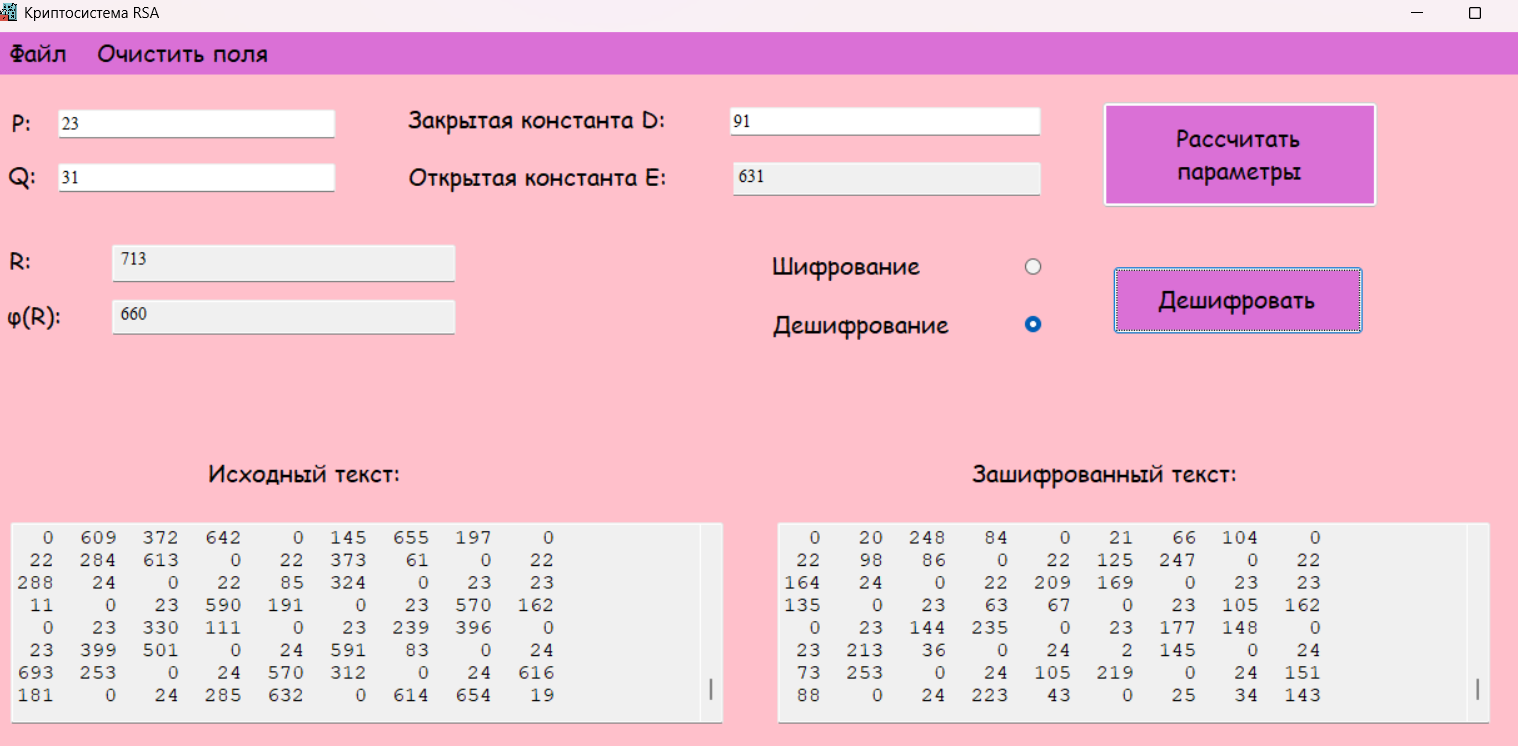 Криптосистема RSA
Файл Очистить поля
P: 23 Закрытая константа D: 91 Рассчитать
параметры
Q: 31 Открытая константа E: 631
R: 713 Шифрование
φ(R): 660 Дешифрование Дешифровать
Исходный текст: Зашифрованный текст:
0 609 372 642 0 145 655 197 0
22 284 613 0 22 373 61 0 22
288 24 0 22 85 324 0 23 23
11 0 23 590 191 0 23 570 162
0 23 330 111 0 23 239 396 0
23 399 501 0 24 591 83 0 24
693 253 0 24 570 312 0 24 616
181 0 24 285 632 0 614 654 19
0 20 248 84 0 21 66 104 0
22 98 86 0 22 125 247 0 22
164 24 0 22 209 169 0 23 23
135 0 23 63 67 0 23 105 162
0 23 144 235 0 23 177 148 0
23 213 36 0 24 2 145 0 24
73 253 0 24 105 219 0 24 151
88 0 24 223 43 0 25 34 143